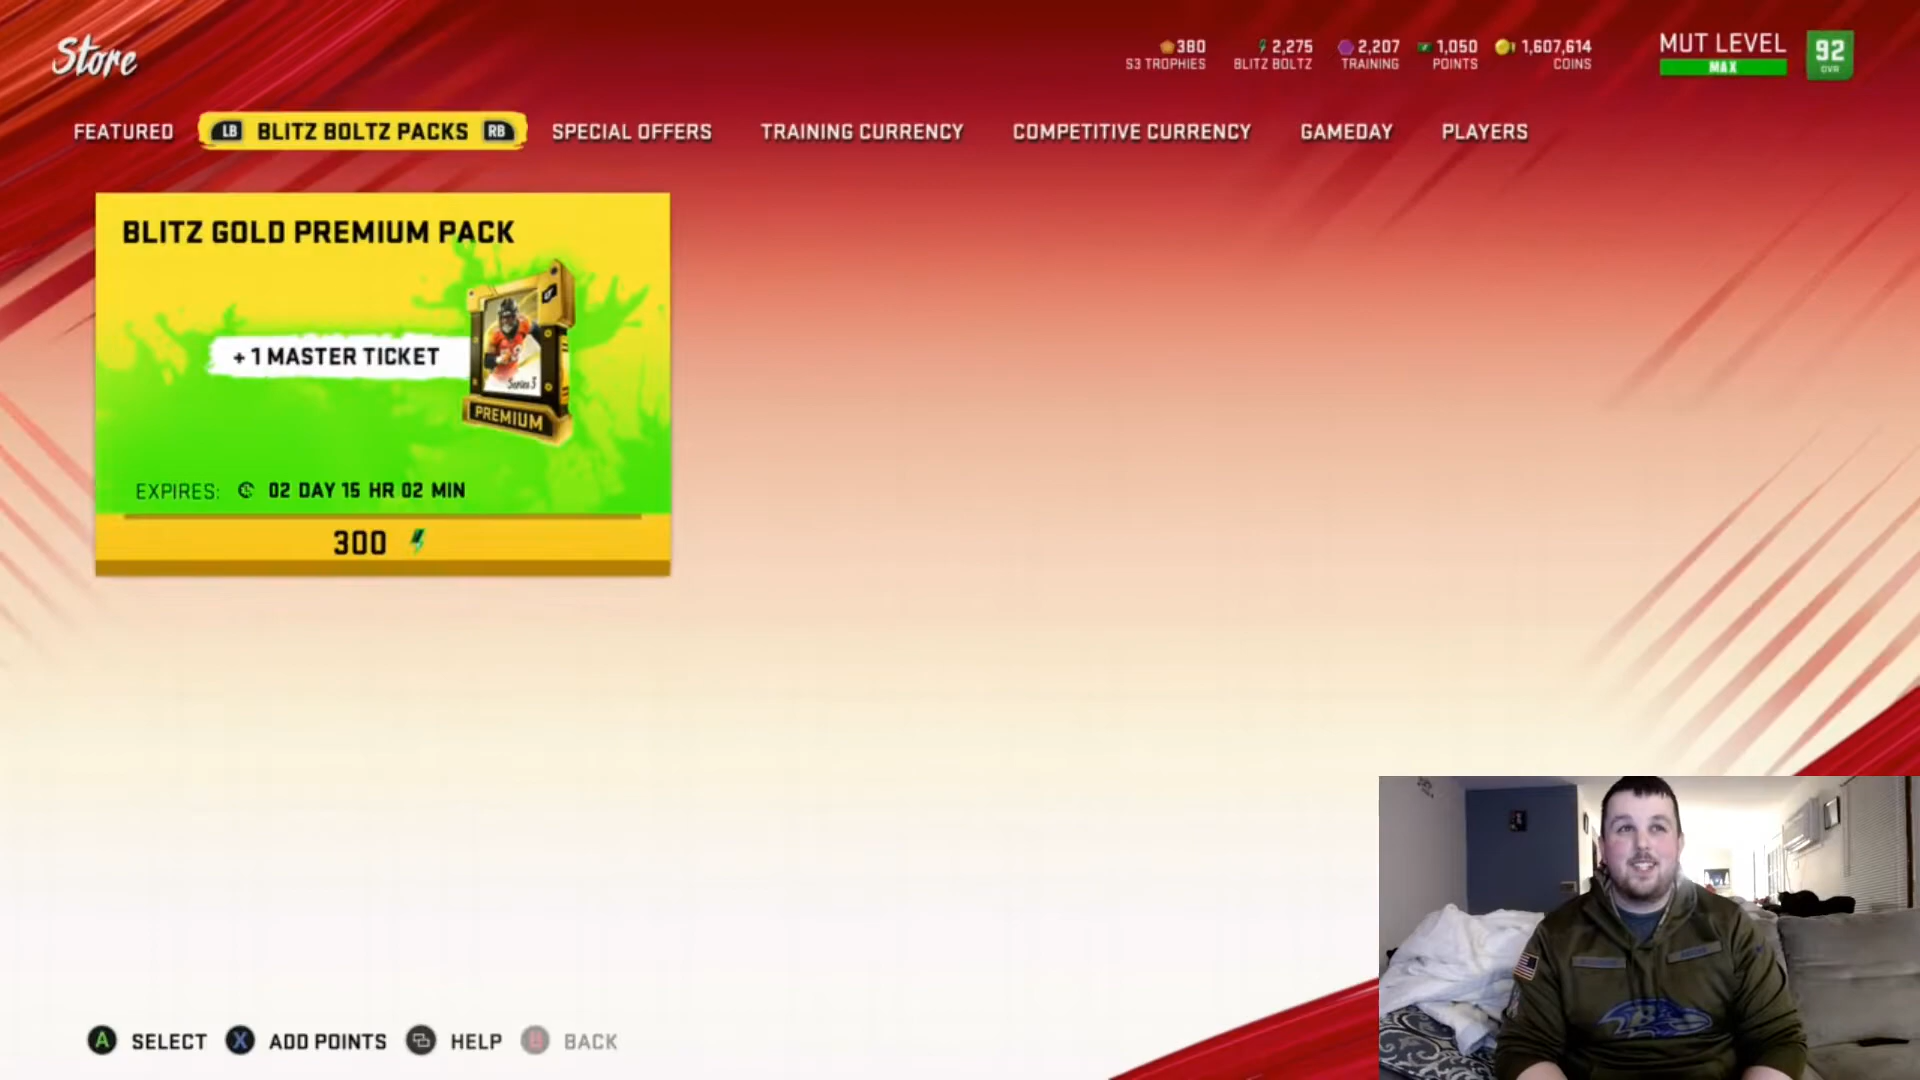 Store
380
S3 TROPHIES
2,275
BLITZ BOLTZ
2,207
TRAINING
1,050
POINTS
1,607,614
COINS
MUT LEVEL
MAX
92
OVR
FEATURED
LB BLITZ BOLTZ PACKS RB
SPECIAL OFFERS
TRAINING CURRENCY
COMPETITIVE CURRENCY
GAMEDAY
PLAYERS
BLITZ GOLD PREMIUM PACK
+ 1 MASTER TICKET
Series 3
PREMIUM
EXPIRES: 02 DAY 15 HR 02 MIN
300
A SELECT
X ADD POINTS
HELP
B BACK